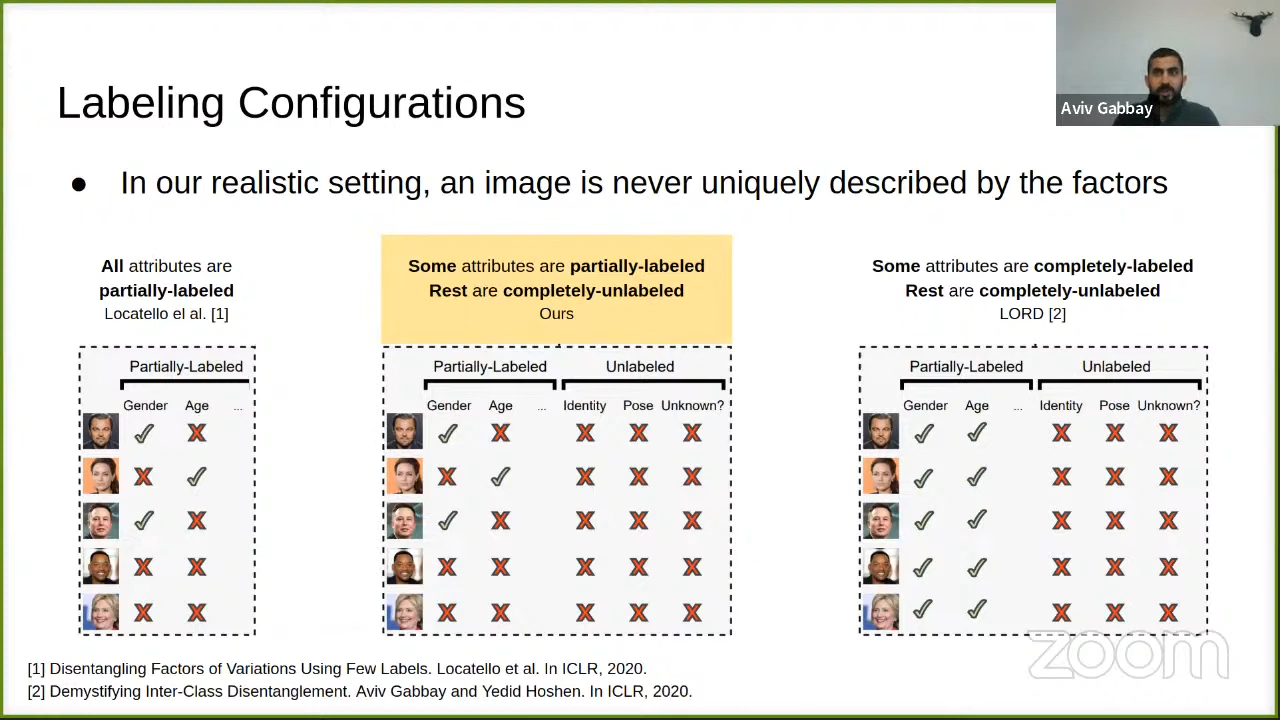 Labeling Configurations
Aviv Gabbay
● In our realistic setting, an image is never uniquely described by the factors
All attributes are
partially-labeled
Locatello el al. [1]
Partially-Labeled
Gender Age ...
Some attributes are partially-labeled
Rest are completely-unlabeled
Ours
Partially-Labeled Unlabeled
Gender Age ... Identity Pose Unknown?
Some attributes are completely-labeled
Rest are completely-unlabeled
LORD [2]
Partially-Labeled Unlabeled
Gender Age ... Identity Pose Unknown?
[1] Disentangling Factors of Variations Using Few Labels. Locatello et al. In ICLR, 2020.
[2] Demystifying Inter-Class Disentanglement. Aviv Gabbay and Yedid Hoshen. In ICLR, 2020.
zoom